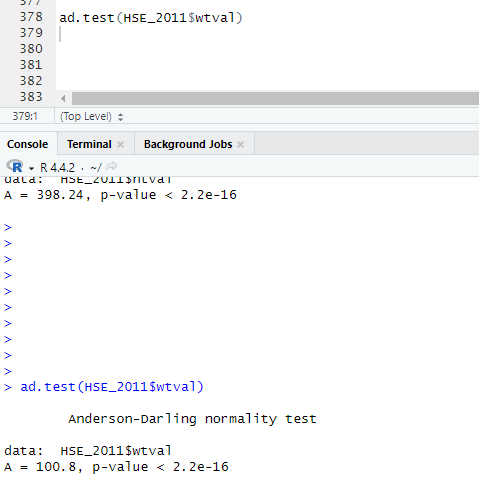 377
378 ad.test(HSE_2011$wtval)
379
380
381
382
383
379:1 (Top Level)
Console Terminal Background Jobs
R R 4.4.2 · ~/
data: HSE_2011$htval
A = 398.24, p-value < 2.2e-16
>
>
>
>
>
>
>
>
>
>
> ad.test(HSE_2011$wtval)
Anderson-Darling normality test
data: HSE_2011$wtval
A = 100.8, p-value < 2.2e-16